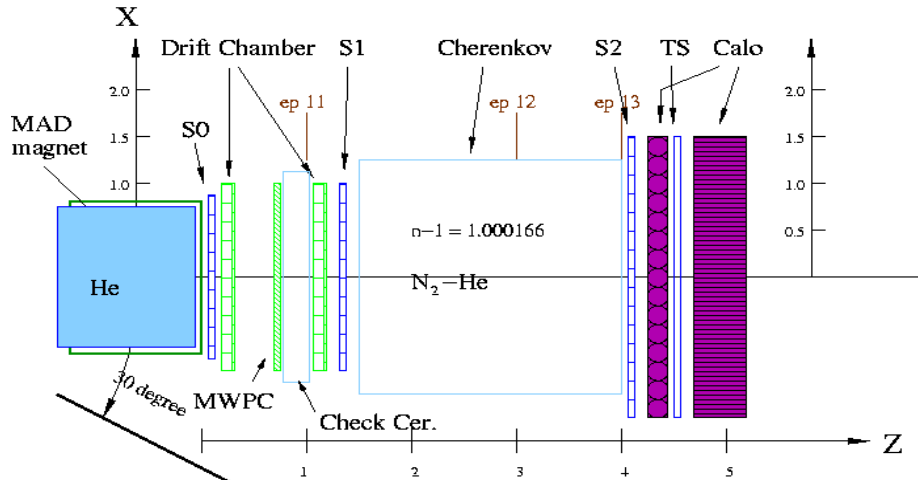 X
Drift Chamber
S1
Cherenkov
S2
TS
Calo
2.0
2.0
ep 11
ep 12
ep 13
MAD
magnet
S0
1.5
1.5
1.0
1.0
0.5
n−1 = 1.000166
He
N₂−He
30 degree
MWPC
Check Cer.
Z
1
2
3
4
5